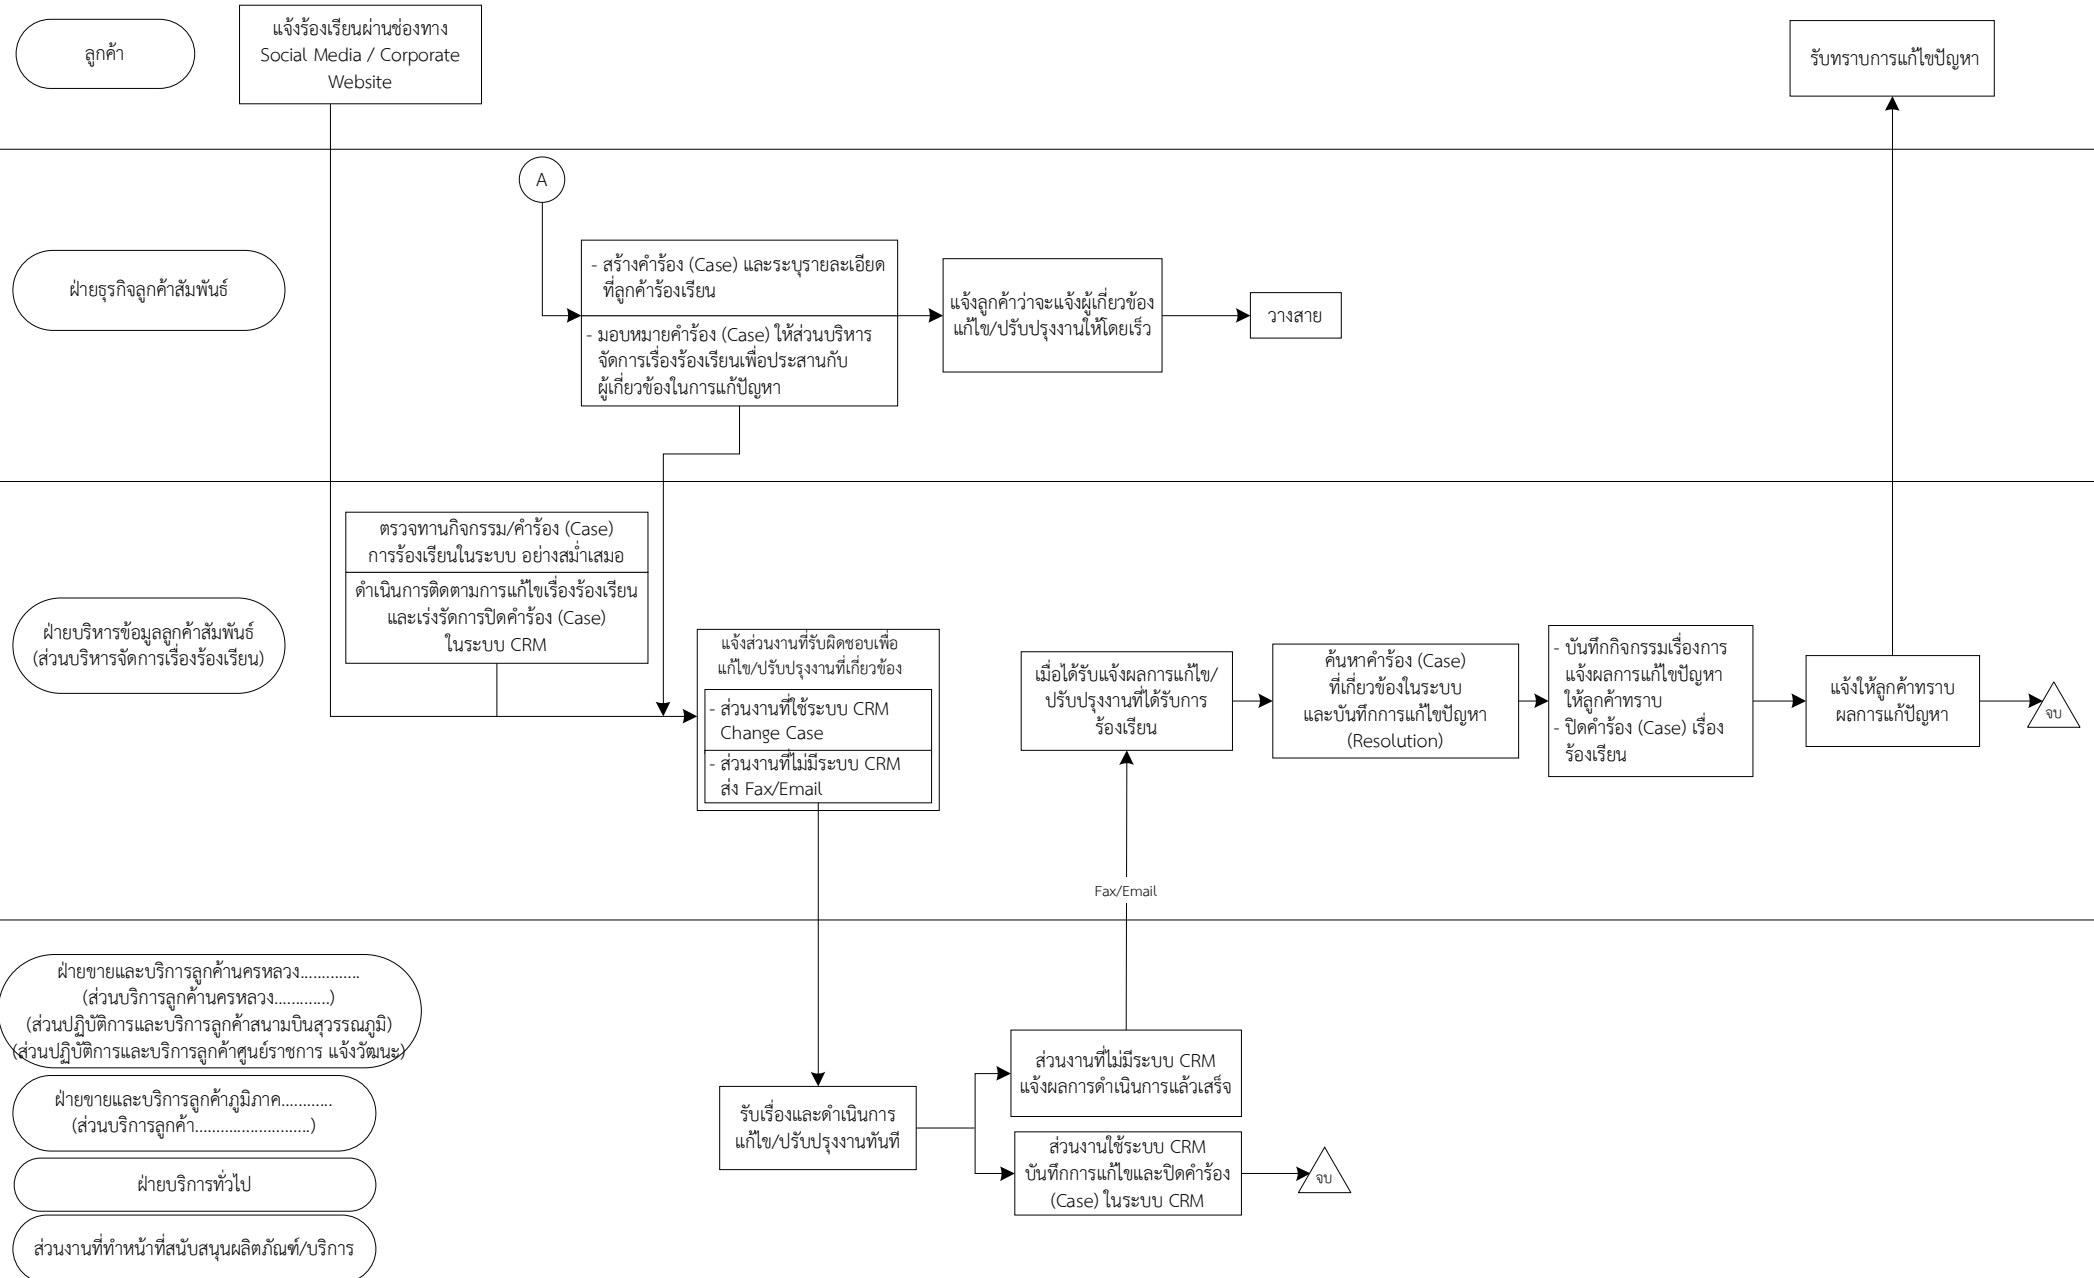 ลูกค้า
แจ้งร้องเรียนผ่านช่องทาง
Social Media / Corporate
Website
รับทราบการแก้ไขปัญหา
A
ฝ่ายธุรกิจลูกค้าสัมพันธ์
- สร้างคำร้อง (Case) และระบุรายละเอียด
ที่ลูกค้าร้องเรียน
- มอบหมายคำร้อง (Case) ให้ส่วนบริหาร
จัดการเรื่องร้องเรียนเพื่อประสานกับ
ผู้เกี่ยวข้องในการแก้ปัญหา
แจ้งลูกค้าว่าจะแจ้งผู้เกี่ยวข้อง
แก้ไข/ปรับปรุงงานให้โดยเร็ว
วางสาย
ฝ่ายบริหารข้อมูลลูกค้าสัมพันธ์
(ส่วนบริหารจัดการเรื่องร้องเรียน)
ตรวจทานกิจกรรม/คำร้อง (Case)
การร้องเรียนในระบบ อย่างสม่ำเสมอ
ดำเนินการติดตามการแก้ไขเรื่องร้องเรียน
และเร่งรัดการปิดคำร้อง (Case)
ในระบบ CRM
แจ้งส่วนงานที่รับผิดชอบเพื่อ
แก้ไข/ปรับปรุงงานที่เกี่ยวข้อง
- ส่วนงานที่ใช้ระบบ CRM
Change Case
- ส่วนงานที่ไม่มีระบบ CRM
ส่ง Fax/Email
เมื่อได้รับแจ้งผลการแก้ไข/
ปรับปรุงงานที่ได้รับการ
ร้องเรียน
ค้นหาคำร้อง (Case)
ที่เกี่ยวข้องในระบบ
และบันทึกการแก้ไขปัญหา
(Resolution)
- บันทึกกิจกรรมเรื่องการ
แจ้งผลการแก้ไขปัญหา
ให้ลูกค้าทราบ
- ปิดคำร้อง (Case) เรื่อง
ร้องเรียน
แจ้งให้ลูกค้าทราบ
ผลการแก้ปัญหา
จบ
Fax/Email
ฝ่ายขายและบริการลูกค้านครหลวง..............
(ส่วนบริการลูกค้านครหลวง.............)
(ส่วนปฏิบัติการและบริการลูกค้าสนามบินสุวรรณภูมิ)
(ส่วนปฏิบัติการและบริการลูกค้าศูนย์ราชการ แจ้งวัฒนะ)
ฝ่ายขายและบริการลูกค้าภูมิภาค............
(ส่วนบริการลูกค้า..........................)
ฝ่ายบริการทั่วไป
ส่วนงานที่ทำหน้าที่สนับสนุนผลิตภัณฑ์/บริการ
รับเรื่องและดำเนินการ
แก้ไข/ปรับปรุงงานทันที
ส่วนงานที่ไม่มีระบบ CRM
แจ้งผลการดำเนินการแล้วเสร็จ
ส่วนงานใช้ระบบ CRM
บันทึกการแก้ไขและปิดคำร้อง
(Case) ในระบบ CRM
จบ